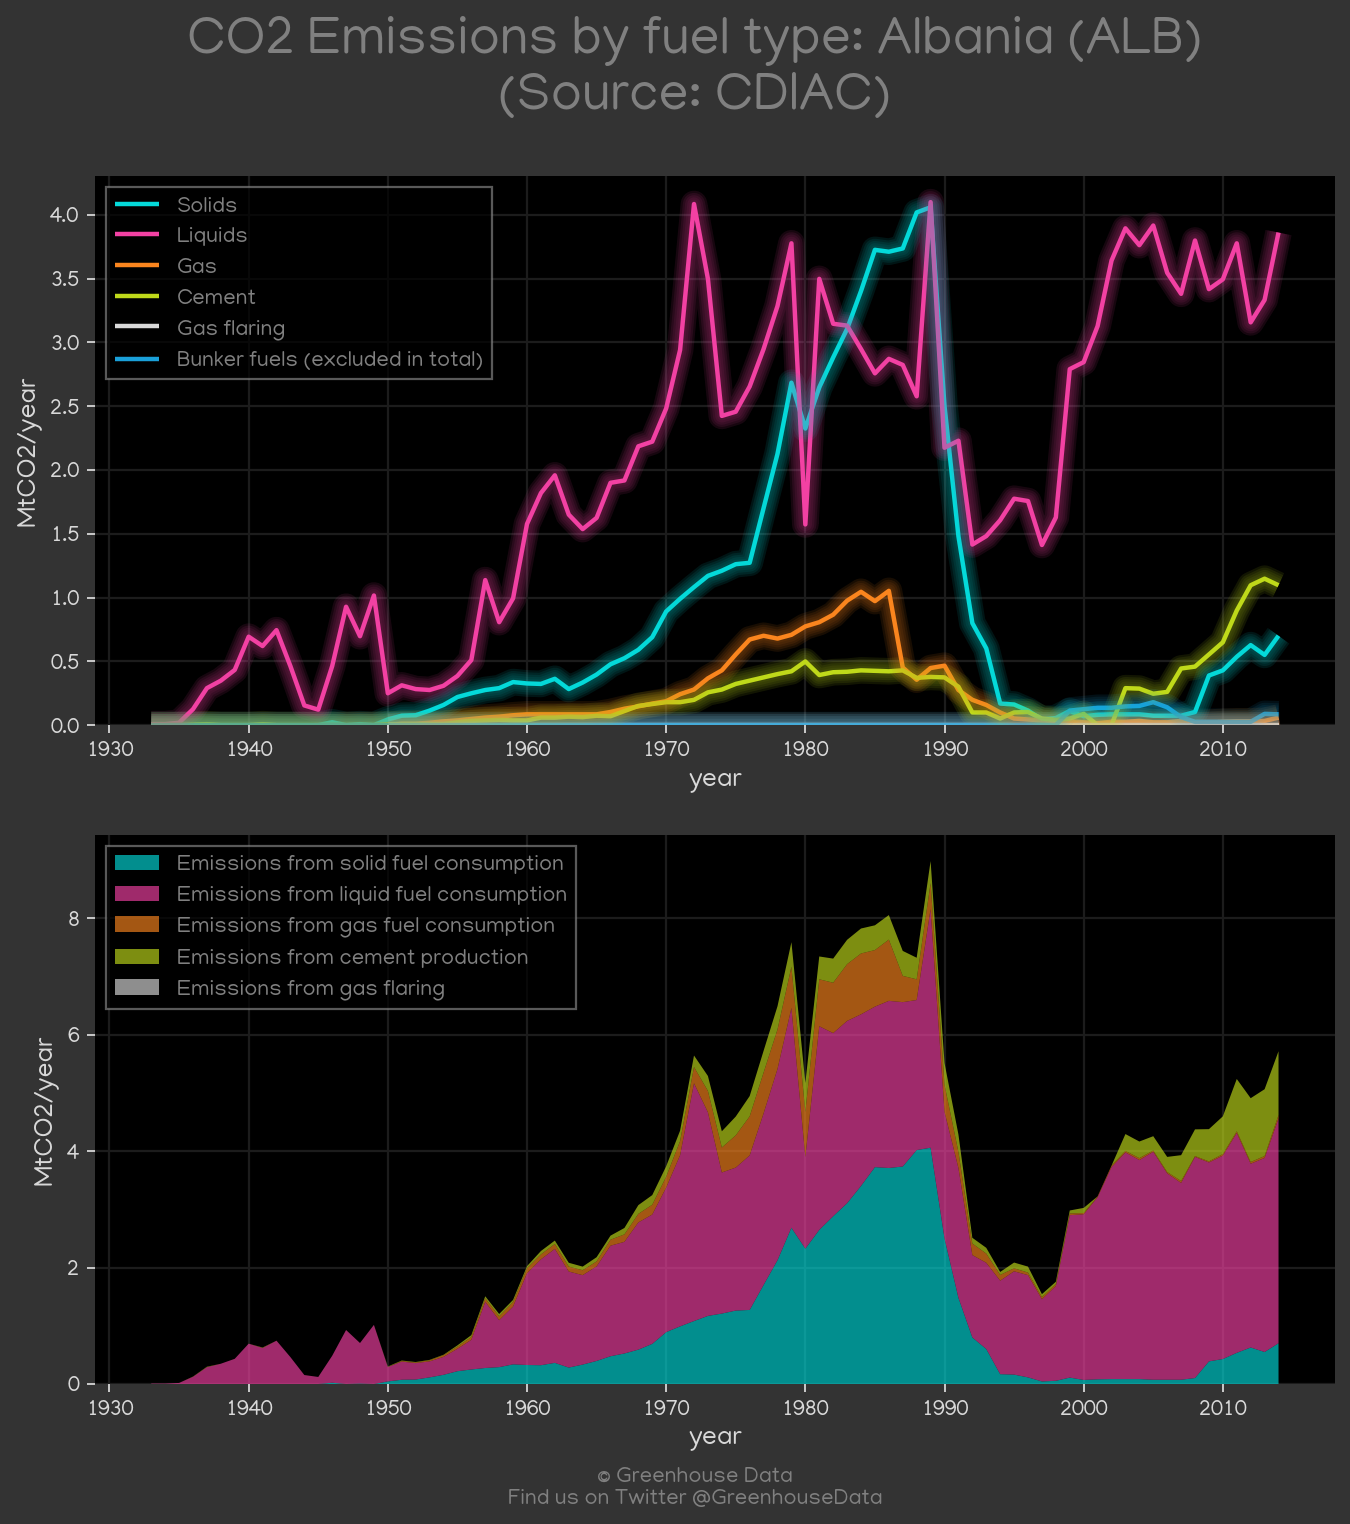 CO2 Emissions by fuel type: Albania (ALB)
(Source: CDIAC)
Solids
Liquids
Gas
Cement
Gas flaring
Bunker fuels (excluded in total)
MtCO2/year
4.0
3.5
3.0
2.5
2.0
1.5
1.0
0.5
0.0
1930 1940 1950 1960 1970 1980 1990 2000 2010
year
Emissions from solid fuel consumption
Emissions from liquid fuel consumption
Emissions from gas fuel consumption
Emissions from cement production
Emissions from gas flaring
MtCO2/year
8
6
4
2
0
1930 1940 1950 1960 1970 1980 1990 2000 2010
year
© Greenhouse Data
Find us on Twitter @GreenhouseData